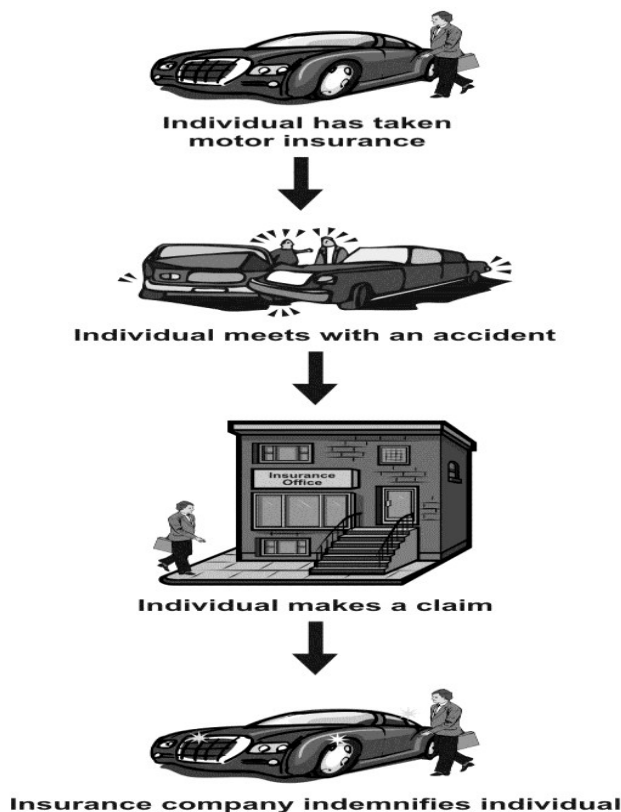 Individual has taken
motor insurance
Individual meets with an accident
Insurance
Office
Individual makes a claim
Insurance company indemnifies individual